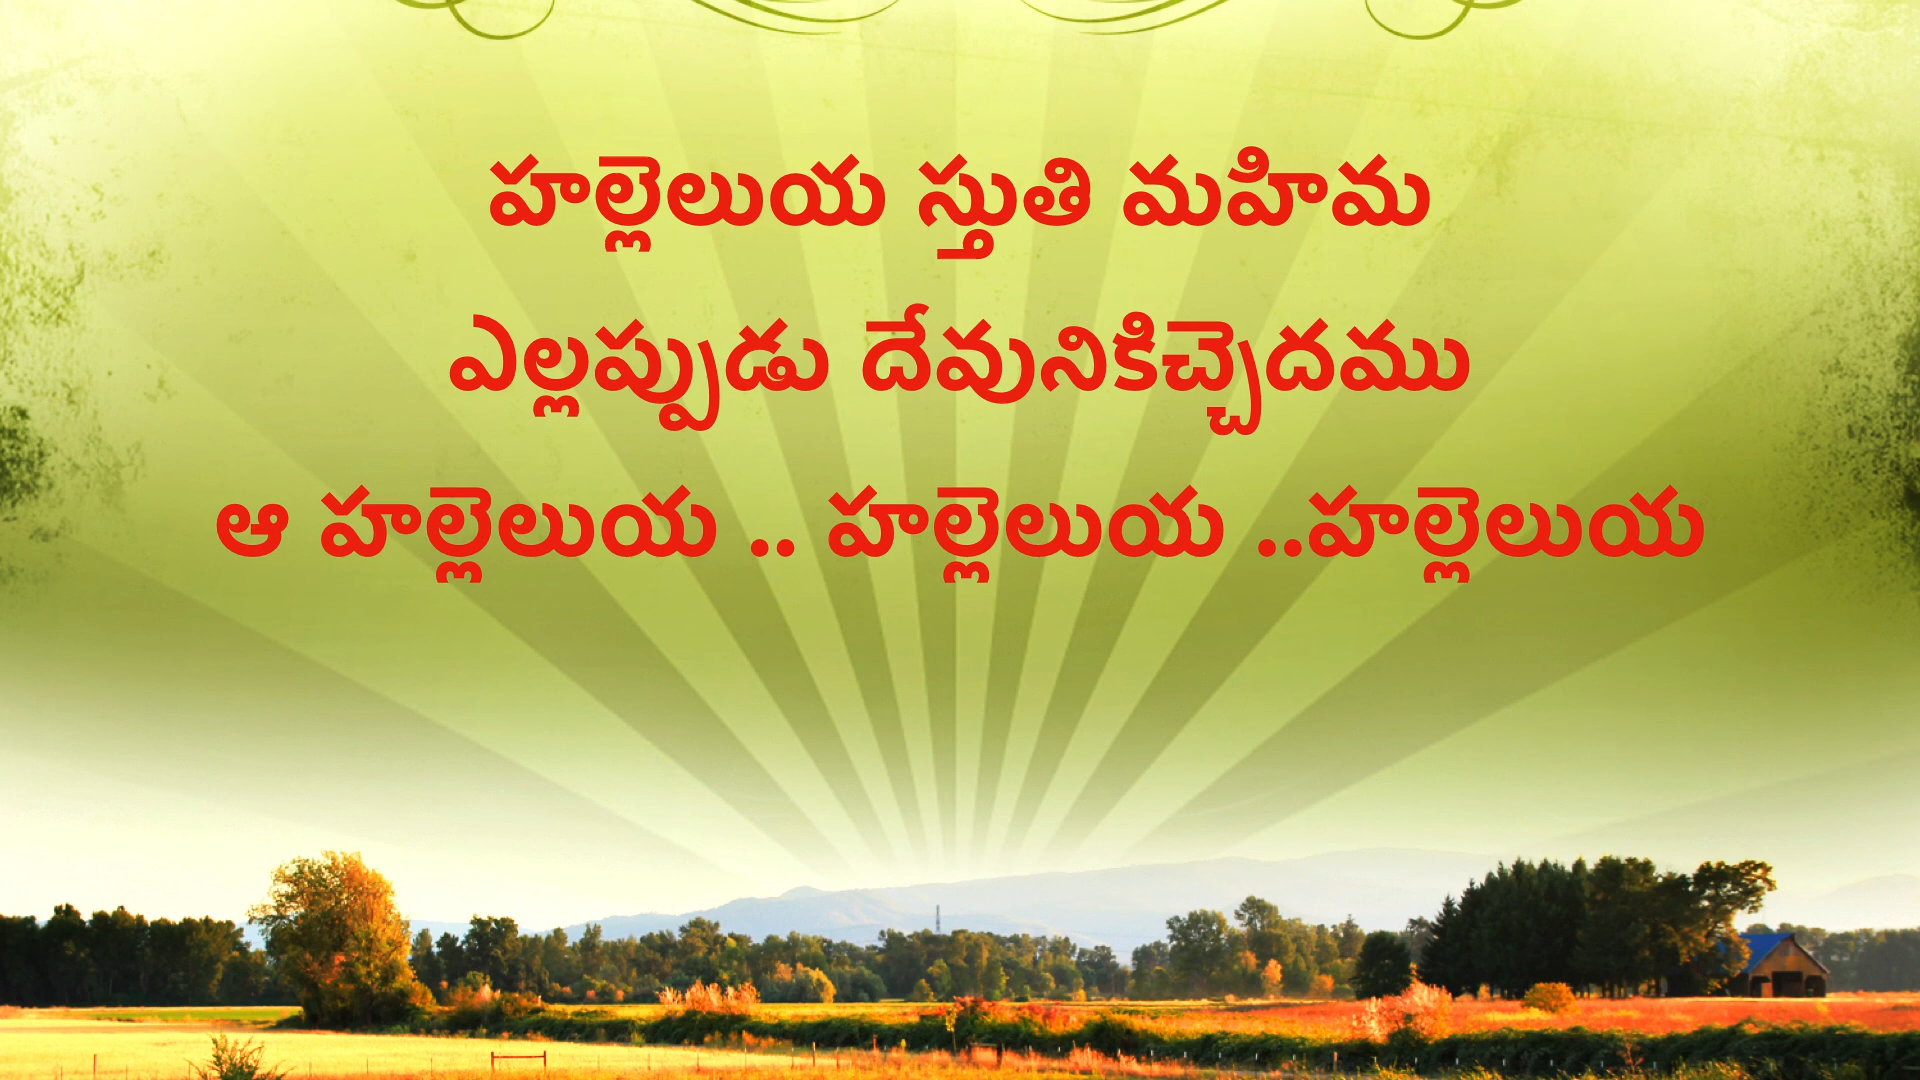 హల్లెలుయ స్తుతి మహిమ
ఎల్లప్పుడు దేవునికిచ్చెదము
ఆ హల్లెలుయ .. హల్లెలుయ ..హల్లెలుయ